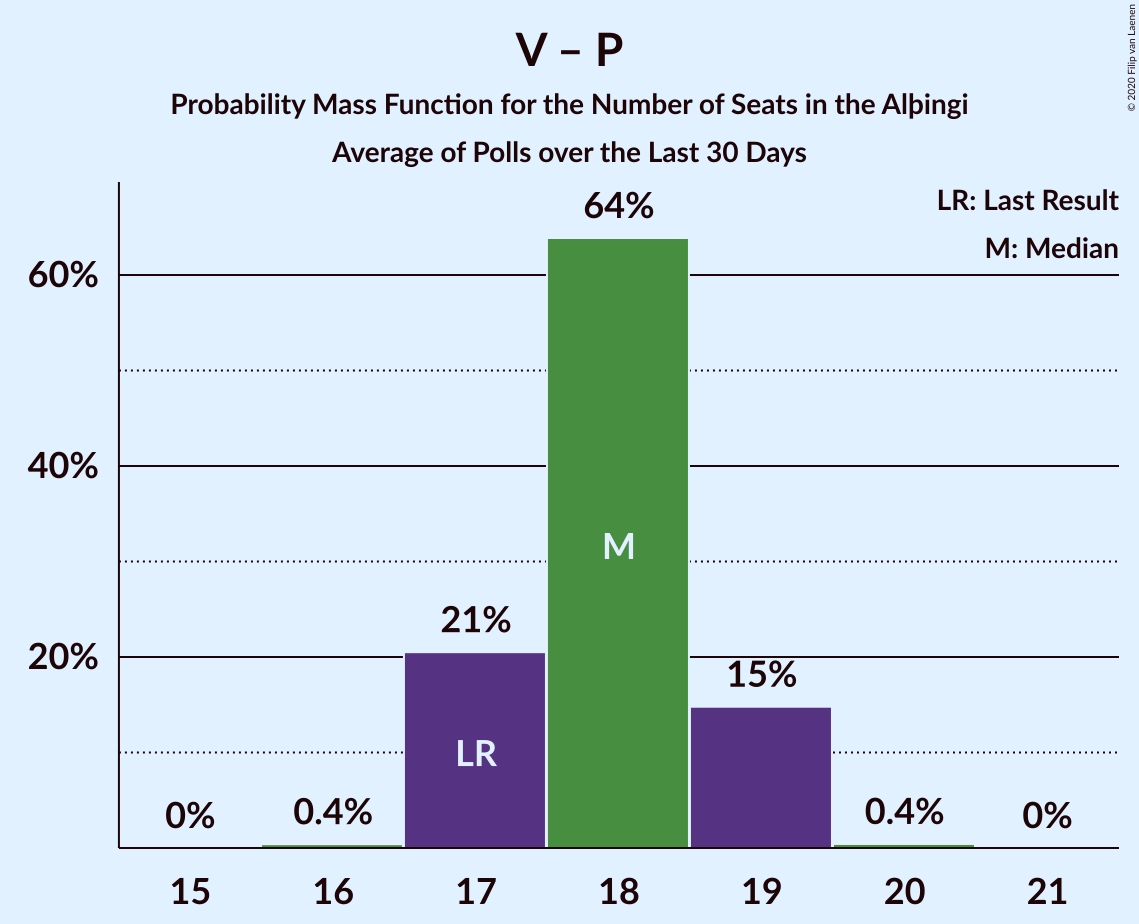 V – P
Probability Mass Function for the Number of Seats in the Alþingi
Average of Polls over the Last 30 Days
© 2020 Filip van Laenen
LR: Last Result
M: Median
64%
60%
40%
M
21%
20%
15%
LR
0%
0.4%
0.4%
0%
15
16
17
18
19
20
21